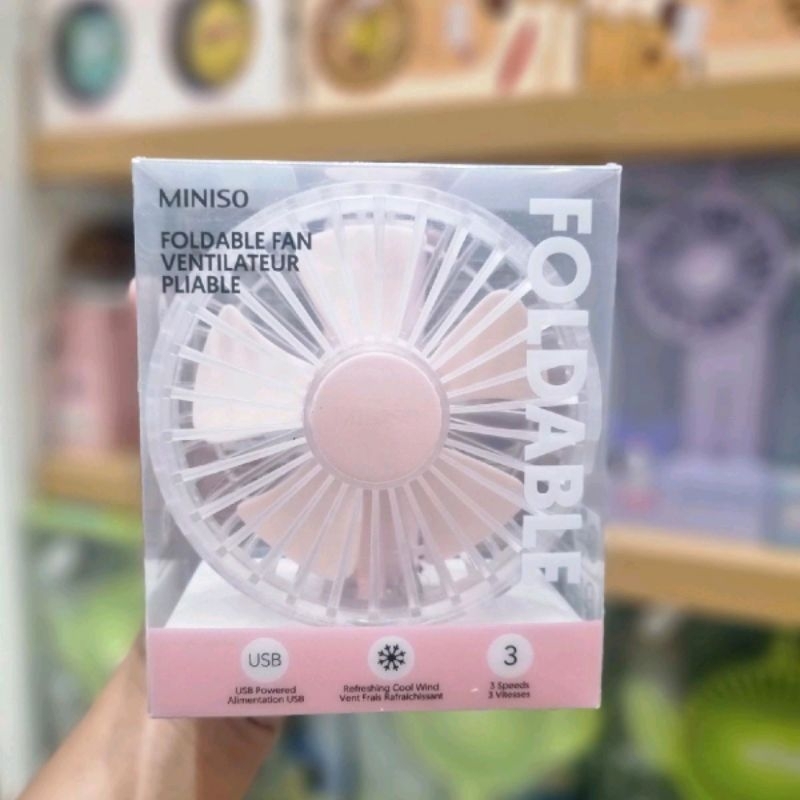 MINISO
FOLDABLE FAN
VENTILATEUR
PLIABLE
FOLDABLE
USB
USB Powered
Alimentation USB
Refreshing Cool Wind
Vent Frais Rafraîchissant
3
3 Speeds
3 Vitesses